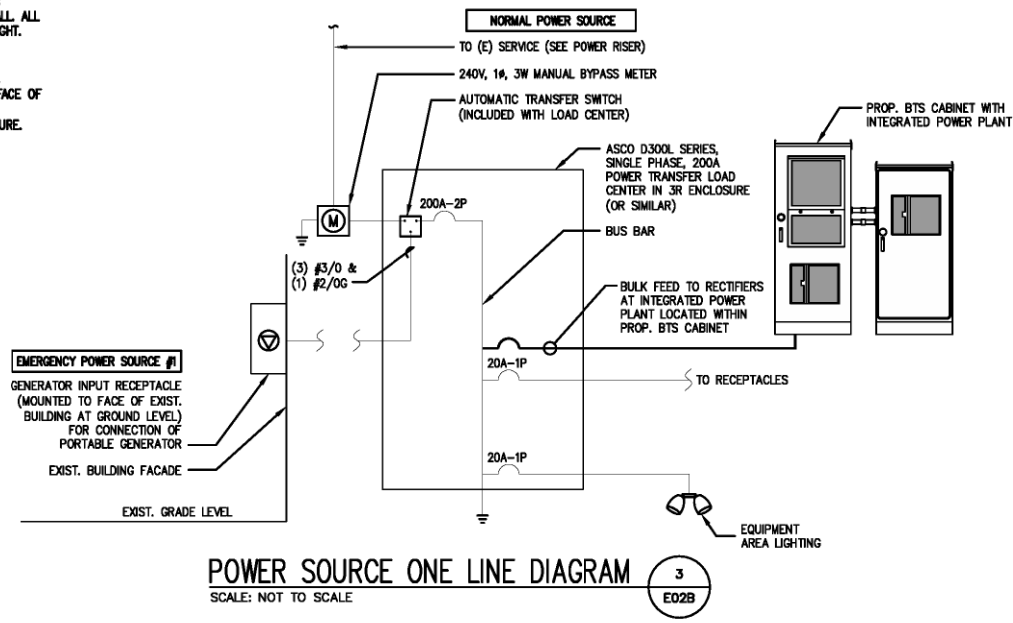 ALL. ALL
GHT.
FACE OF
URE.
NORMAL POWER SOURCE
TO (E) SERVICE (SEE POWER RISER)
240V, 1ø, 3W MANUAL BYPASS METER
AUTOMATIC TRANSFER SWITCH
(INCLUDED WITH LOAD CENTER)
PROP. BTS CABINET WITH
INTEGRATED POWER PLANT
ASCO D300L SERIES,
SINGLE PHASE, 200A
POWER TRANSFER LOAD
CENTER IN 3R ENCLOSURE
(OR SIMILAR)
200A-2P
M
BUS BAR
(3) #3/0 &
(1) #2/0G
BULK FEED TO RECTIFIERS
AT INTEGRATED POWER
PLANT LOCATED WITHIN
PROP. BTS CABINET
EMERGENCY POWER SOURCE #1
GENERATOR INPUT RECEPTACLE
(MOUNTED TO FACE OF EXIST.
BUILDING AT GROUND LEVEL)
FOR CONNECTION OF
PORTABLE GENERATOR
20A-1P
TO RECEPTACLES
EXIST. BUILDING FACADE
20A-1P
EXIST. GRADE LEVEL
EQUIPMENT
AREA LIGHTING
POWER SOURCE ONE LINE DIAGRAM
SCALE: NOT TO SCALE
3
E02B